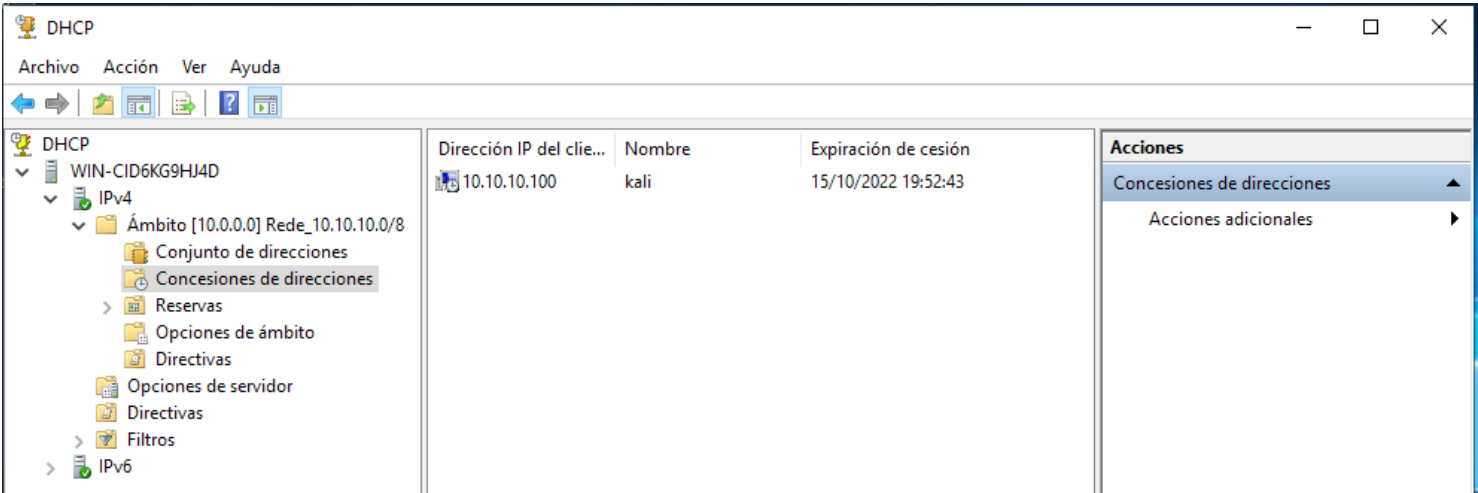 DHCP
Archivo Acción Ver Ayuda
DHCP
WIN-CID6KG9HJ4D
IPv4
Ámbito [10.0.0.0] Rede_10.10.10.0/8
Conjunto de direcciones
Concesiones de direcciones
Reservas
Opciones de ámbito
Directivas
Opciones de servidor
Directivas
Filtros
IPv6
Dirección IP del clie... Nombre Expiración de cesión
10.10.10.100 kali 15/10/2022 19:52:43
Acciones
Concesiones de direcciones
Acciones adicionales